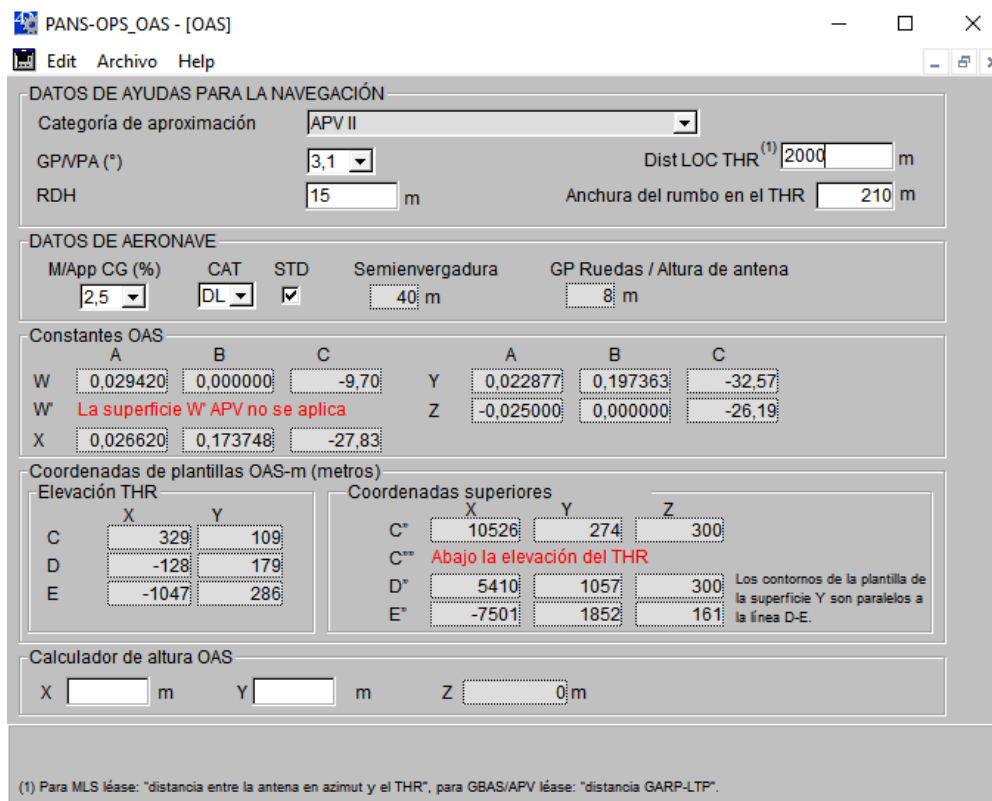 PANS-OPS_OAS - [OAS]
Edit Archivo Help
DATOS DE AYUDAS PARA LA NAVEGACIÓN
Categoría de aproximación APV II
GP/VPA (°) 3,1 Dist LOC THR(1) 2000 m
RDH 15 m Anchura del rumbo en el THR 210 m
DATOS DE AERONAVE
M/App CG (%) CAT STD Semienvergadura GP Ruedas / Altura de antena
2,5 DL 40 m 8 m
Constantes OAS
A B C A B C
W 0,029420 0,000000 -9,70 Y 0,022877 0,197363 -32,57
W' La superficie W' APV no se aplica Z -0,025000 0,000000 -26,19
X 0,026620 0,173748 -27,83
Coordenadas de plantillas OAS-m (metros)
Elevación THR Coordenadas superiores
X Y X Y Z
C 329 109 C" 10526 274 300
C"" Abajo la elevación del THR
D -128 179 D" 5410 1057 300
E -1047 286 E" -7501 1852 161
Los contornos de la plantilla de
la superficie Y son paralelos a
la línea D-E.
Calculador de altura OAS
X m Y m Z 0 m
(1) Para MLS léase: "distancia entre la antena en azimut y el THR", para GBAS/APV léase: "distancia GARP-LTP".